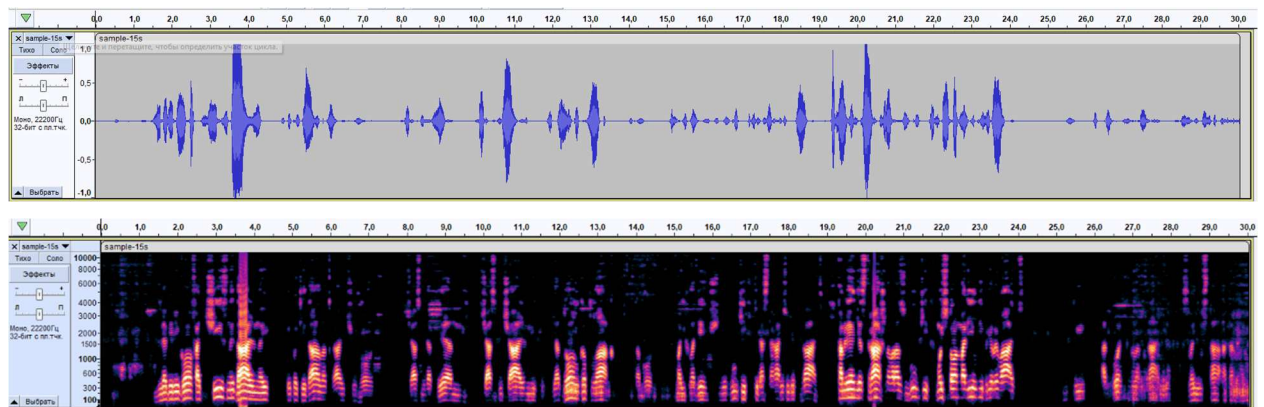 0,0 1,0 2,0 3,0 4,0 5,0 6,0 7,0 8,0 9,0 10,0 11,0 12,0 13,0 14,0 15,0 16,0 17,0 18,0 19,0 20,0 21,0 22,0 23,0 24,0 25,0 26,0 27,0 28,0 29,0 30,0
× sample-15s sample-15s
Тихо Соло 1,0 и перетащите, чтобы определить участок цикла.
Эффекты
- + 0,5
Л П
Моно, 22200Гц 0,0
32-бит с пл.тчк.
-0,5
Выбрать -1,0
0,0 1,0 2,0 3,0 4,0 5,0 6,0 7,0 8,0 9,0 10,0 11,0 12,0 13,0 14,0 15,0 16,0 17,0 18,0 19,0 20,0 21,0 22,0 23,0 24,0 25,0 26,0 27,0 28,0 29,0 30,0
× sample-15s sample-15s
Тихо Соло 10000
8000
Эффекты 6000
- + 4000
Л П 3000
Моно, 22200Гц 2000
32-бит с пл.тчк. 1500
1000
600
300
Выбрать 100